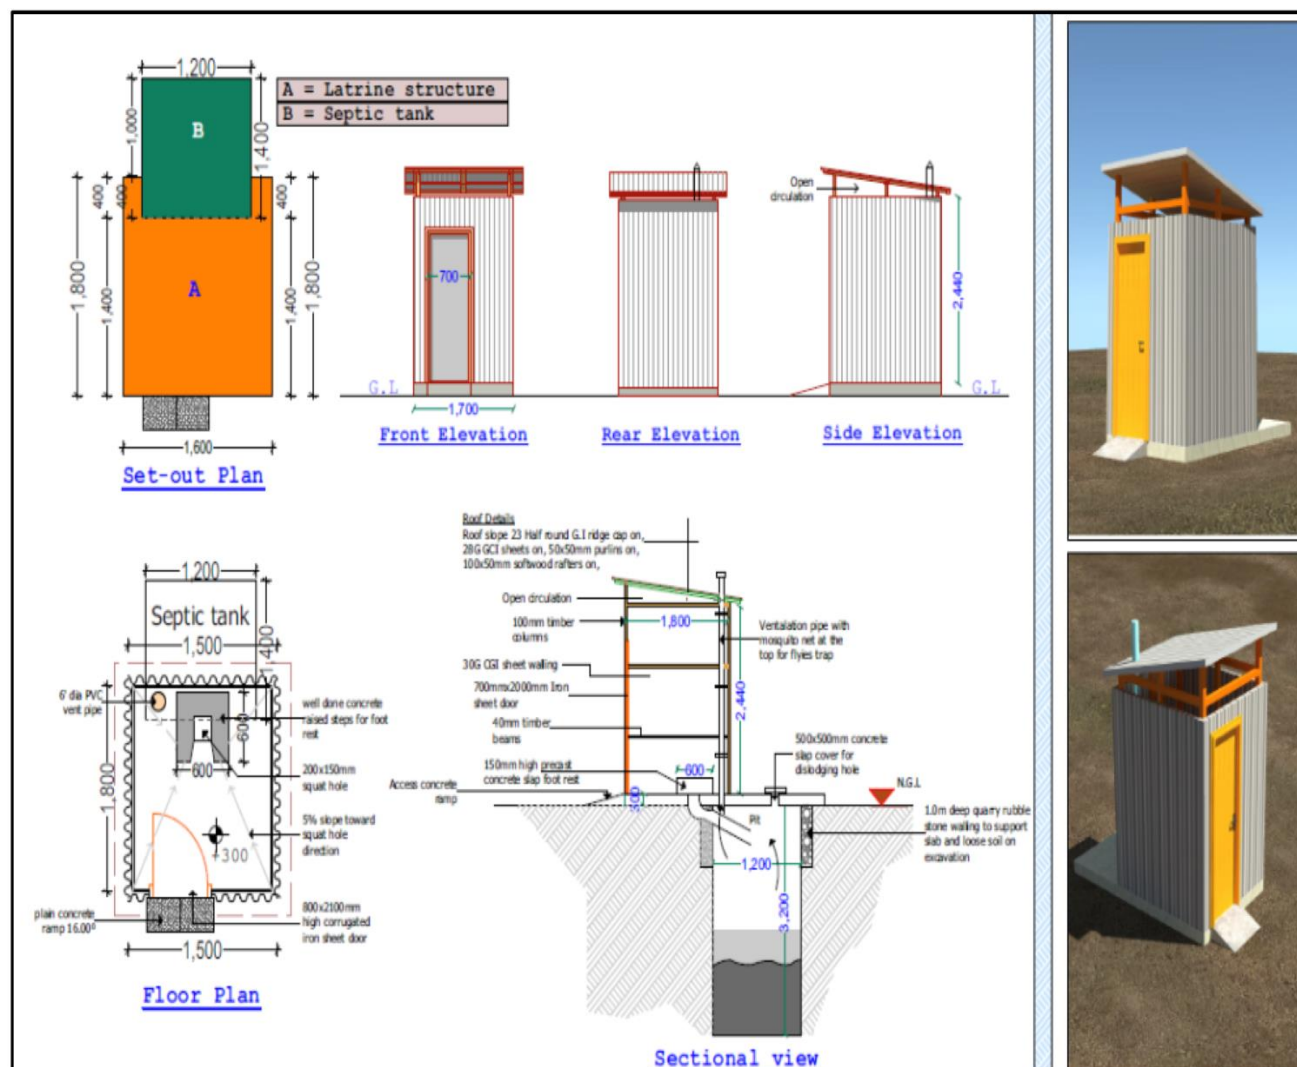 1,200
A = Latrine structure
B = Septic tank
1,000
B
1,400
400
400
400
400
A
1,800
1,400
1,400
1,800
1,600
Set-out Plan
700
G.L
1,700
Front Elevation
Rear Elevation
Open
circulation
2,440
G.L
Side Elevation
1,200
Septic tank
1,500
1,400
6' dia PVC
vent pipe
600
600
1,800
+300
well done concrete
raised steps for foot
rest
200x150mm
squat hole
5% slope toward
squat hole
direction
800x2100mm
high corrugated
iron sheet door
plain concrete
ramp 16.00°
1,500
Floor Plan
Roof Details
Roof slope 23 Half round G.I ridge cap on,
28G GCI sheets on, 50x50mm purlins on,
100x50mm softwood rafters on,
Open circulation
100mm timber
columns
1,800
30G CGI sheet walling
700mmx2000mm Iron
sheet door
40mm timber
beams
150mm high precast
concrete slap foot rest
600
Access concrete
ramp
300
2,440
Ventalation pipe with
mosquito net at the
top for flyies trap
500x500mm concrete
slap cover for
dislodging hole
N.G.L
Pit
1.0m deep quarry rubble
stone walling to support
slab and loose soil on
excavation
1,200
3,200
Sectional view